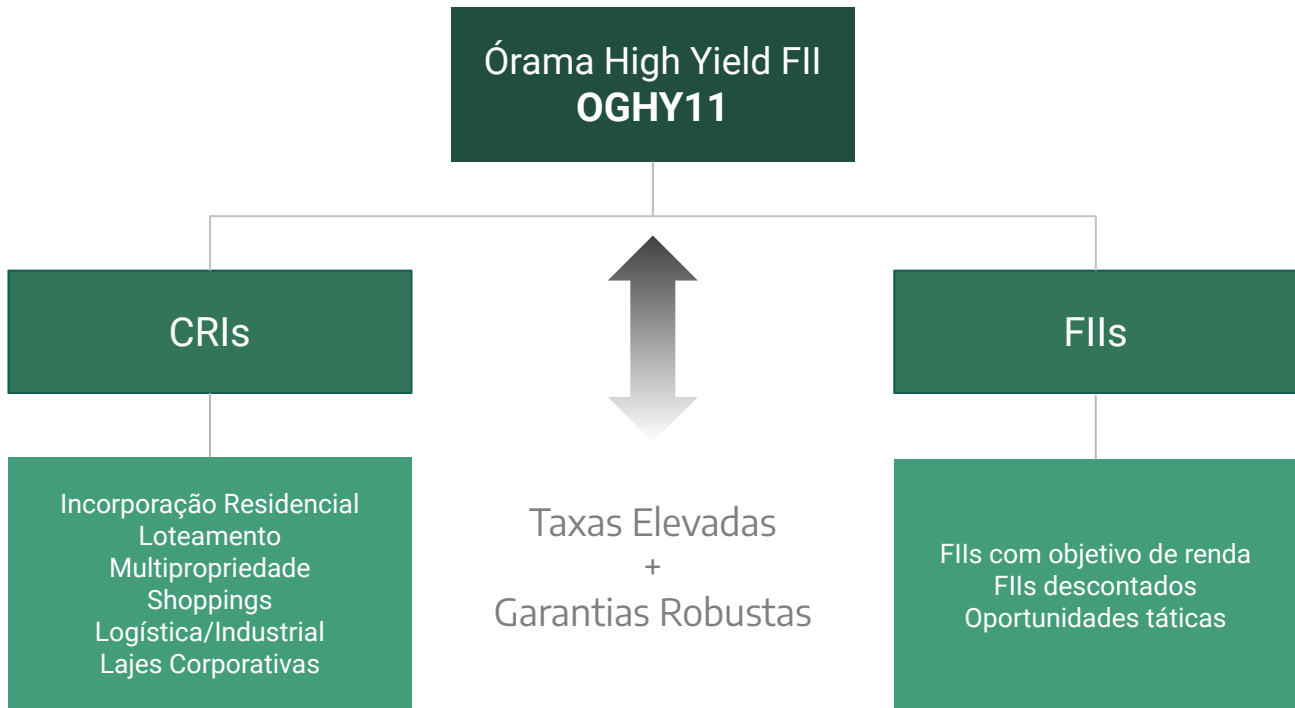 Órama High Yield FII
OGHY11
CRIs
FIIs
Incorporação Residencial
Loteamento
Multipropriedade
Shoppings
Logística/Industrial
Lajes Corporativas
Taxas Elevadas
+
Garantias Robustas
FIIs com objetivo de renda
FIIs descontados
Oportunidades táticas